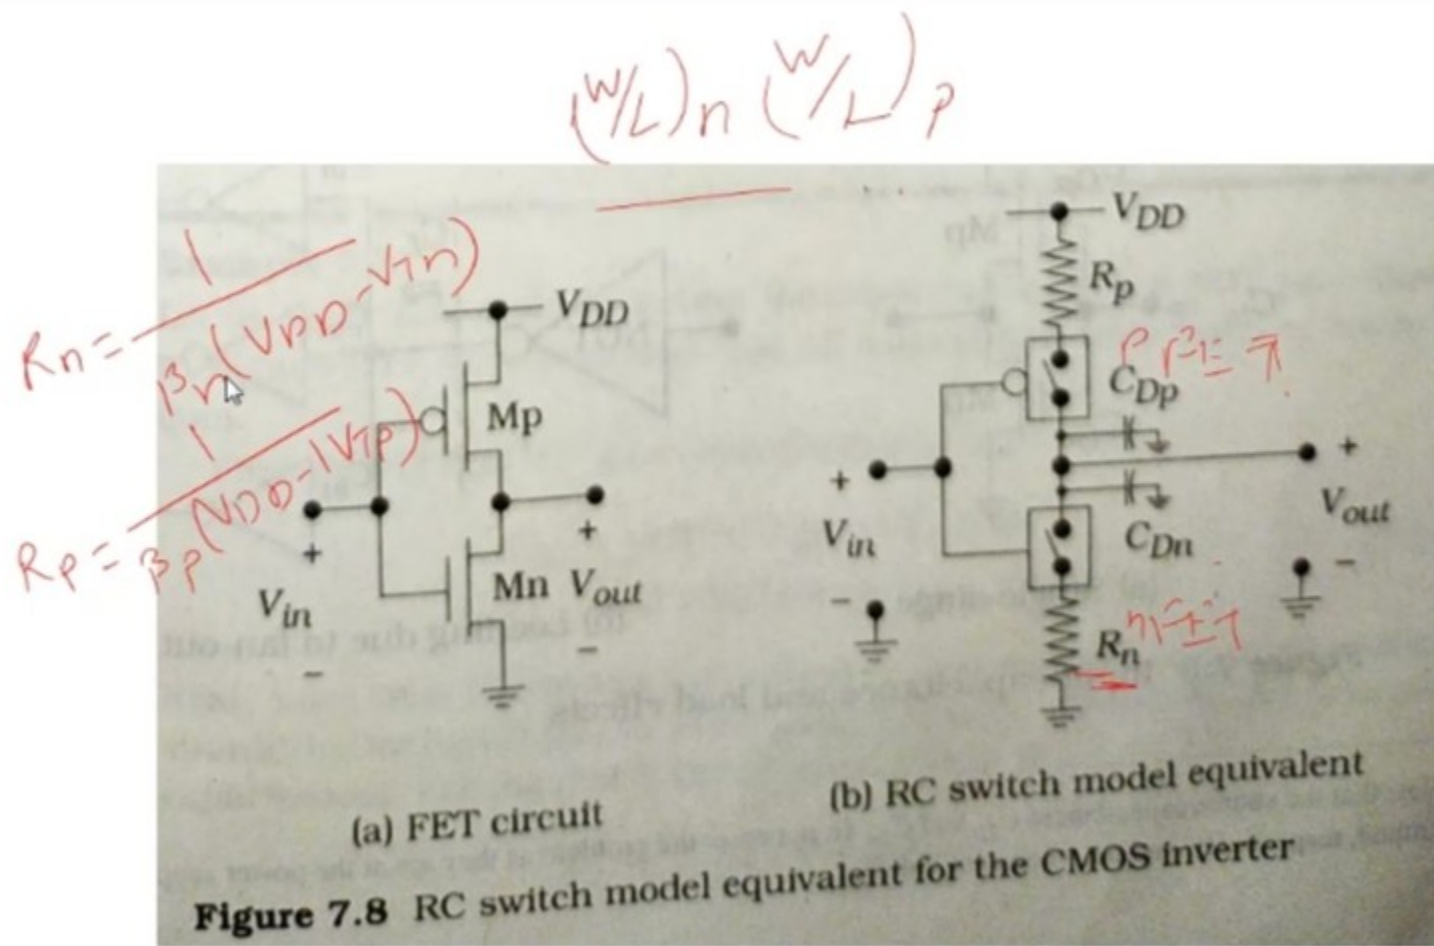 (W/L)n (W/L)p
Rn = 1 / βn(VDD - VTn)
Rp = 1 / βp(VDD - |VTp|)
VDD
Mp
Mn
+
Vin
−
+
Vout
−
(a) FET circuit
VDD
Rp
CDp
CDn
Rn
+
Vin
−
+
Vout
−
(b) RC switch model equivalent
Figure 7.8 RC switch model equivalent for the CMOS inverter